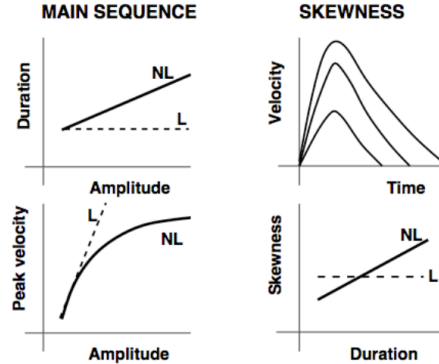 MAIN SEQUENCE
SKEWNESS
Duration
NL
L
Amplitude
Velocity
Time
Peak velocity
L
NL
Amplitude
Skewness
NL
L
Duration